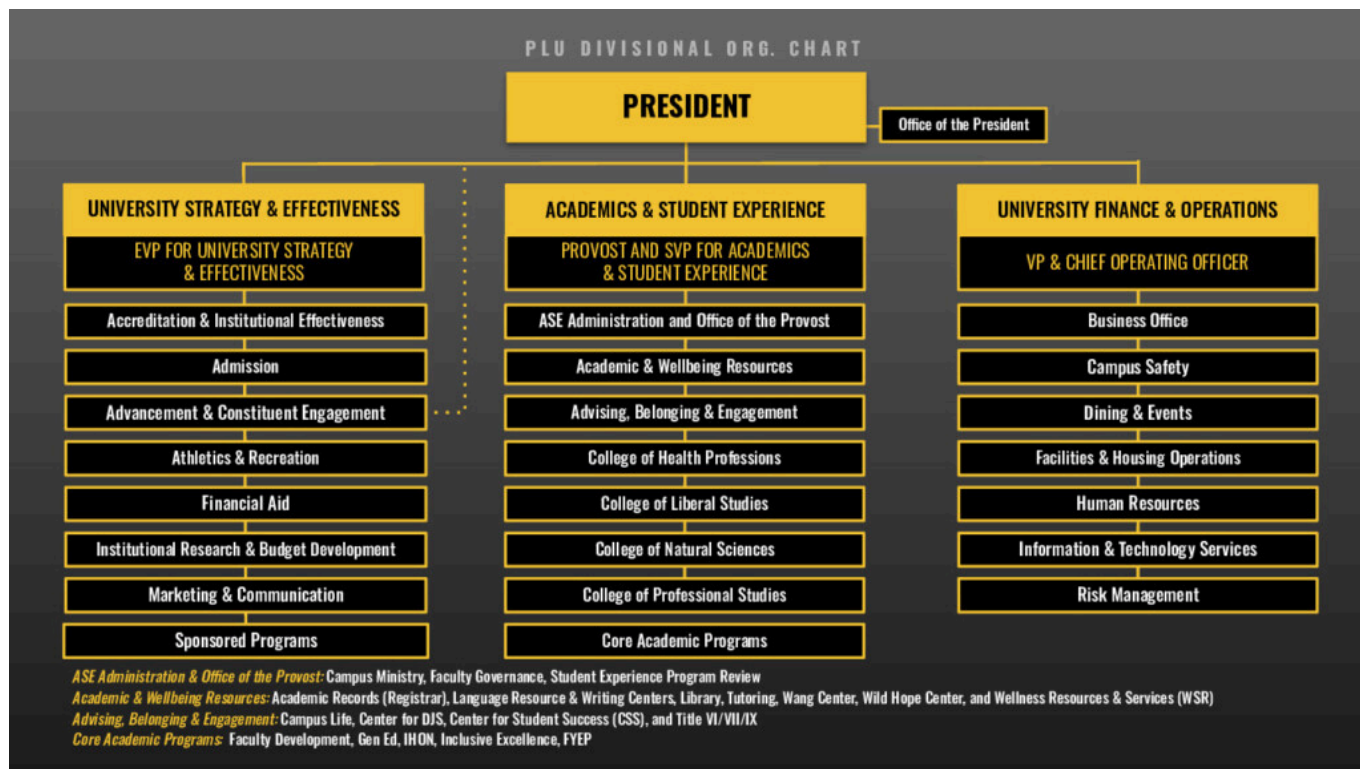 PLU DIVISIONAL ORG. CHART
PRESIDENT
Office of the President
UNIVERSITY STRATEGY & EFFECTIVENESS
EVP FOR UNIVERSITY STRATEGY
& EFFECTIVENESS
Accreditation & Institutional Effectiveness
Admission
Advancement & Constituent Engagement
Athletics & Recreation
Financial Aid
Institutional Research & Budget Development
Marketing & Communication
Sponsored Programs
ACADEMICS & STUDENT EXPERIENCE
PROVOST AND SVP FOR ACADEMICS
& STUDENT EXPERIENCE
ASE Administration and Office of the Provost
Academic & Wellbeing Resources
Advising, Belonging & Engagement
College of Health Professions
College of Liberal Studies
College of Natural Sciences
College of Professional Studies
Core Academic Programs
UNIVERSITY FINANCE & OPERATIONS
VP & CHIEF OPERATING OFFICER
Business Office
Campus Safety
Dining & Events
Facilities & Housing Operations
Human Resources
Information & Technology Services
Risk Management
ASE Administration & Office of the Provost: Campus Ministry, Faculty Governance, Student Experience Program Review
Academic & Wellbeing Resources: Academic Records (Registrar), Language Resource & Writing Centers, Library, Tutoring, Wang Center, Wild Hope Center, and Wellness Resources & Services (WSR)
Advising, Belonging & Engagement: Campus Life, Center for DJS, Center for Student Success (CSS), and Title VI/VII/IX
Core Academic Programs: Faculty Development, Gen Ed, IHON, Inclusive Excellence, FYEP